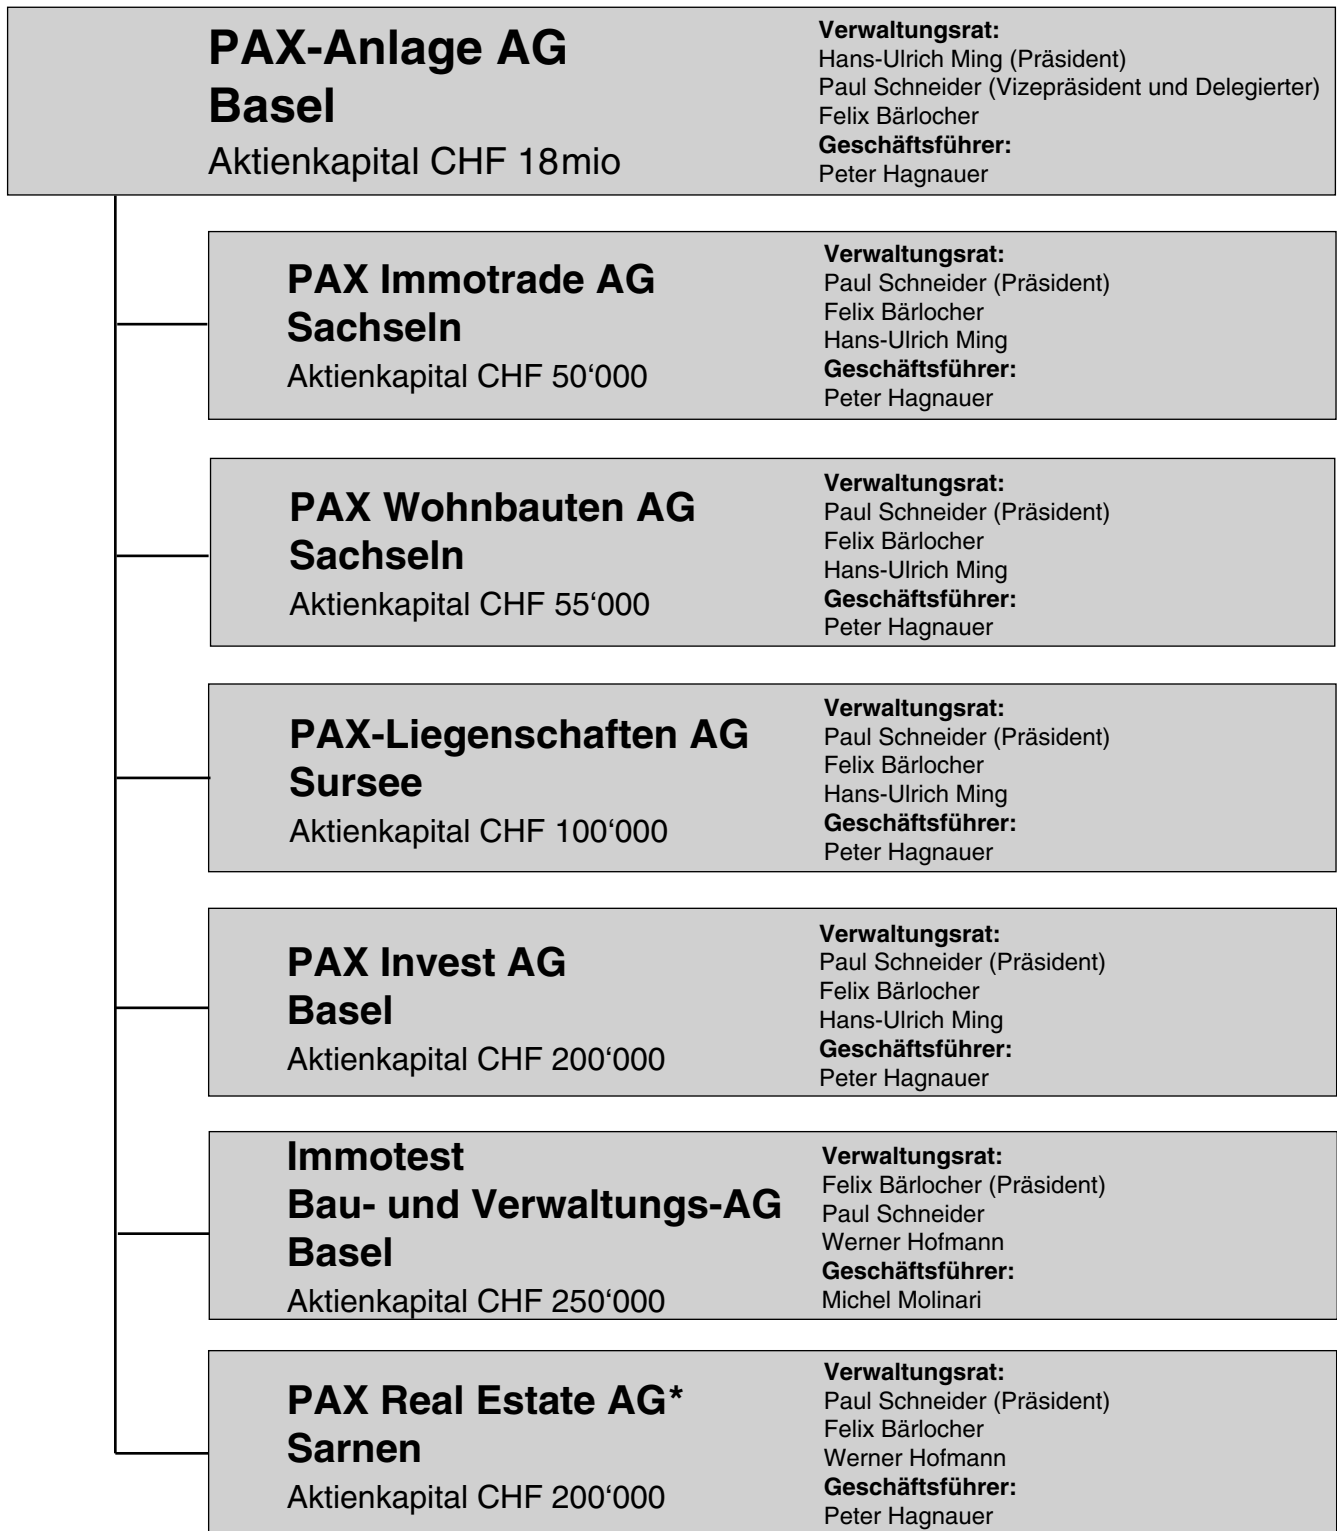 PAX-Anlage AG
Basel
Aktienkapital CHF 18mio
Verwaltungsrat:
Hans-Ulrich Ming (Präsident)
Paul Schneider (Vizepräsident und Delegierter)
Felix Bärlocher
Geschäftsführer:
Peter Hagnauer
PAX Immotrade AG
Sachseln
Aktienkapital CHF 50‘000
Verwaltungsrat:
Paul Schneider (Präsident)
Felix Bärlocher
Hans-Ulrich Ming
Geschäftsführer:
Peter Hagnauer
PAX Wohnbauten AG
Sachseln
Aktienkapital CHF 55‘000
Verwaltungsrat:
Paul Schneider (Präsident)
Felix Bärlocher
Hans-Ulrich Ming
Geschäftsführer:
Peter Hagnauer
PAX-Liegenschaften AG
Sursee
Aktienkapital CHF 100‘000
Verwaltungsrat:
Paul Schneider (Präsident)
Felix Bärlocher
Hans-Ulrich Ming
Geschäftsführer:
Peter Hagnauer
PAX Invest AG
Basel
Aktienkapital CHF 200‘000
Verwaltungsrat:
Paul Schneider (Präsident)
Felix Bärlocher
Hans-Ulrich Ming
Geschäftsführer:
Peter Hagnauer
Immotest
Bau- und Verwaltungs-AG
Basel
Aktienkapital CHF 250‘000
Verwaltungsrat:
Felix Bärlocher (Präsident)
Paul Schneider
Werner Hofmann
Geschäftsführer:
Michel Molinari
PAX Real Estate AG*
Sarnen
Aktienkapital CHF 200‘000
Verwaltungsrat:
Paul Schneider (Präsident)
Felix Bärlocher
Werner Hofmann
Geschäftsführer:
Peter Hagnauer